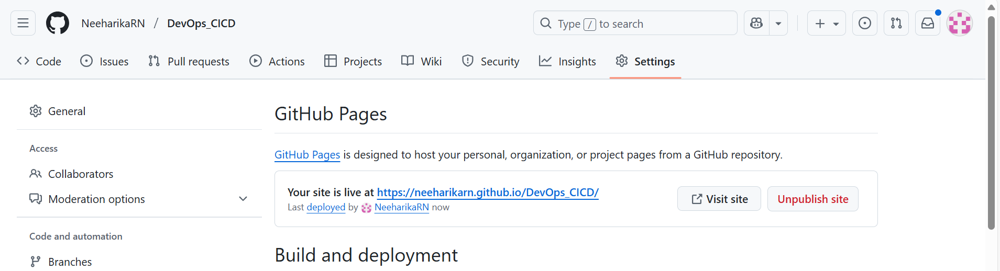 NeeharikaRN / DevOps_CICD
Type / to search
Code Issues Pull requests Actions Projects Wiki Security Insights Settings
General
Access
Collaborators
Moderation options
Code and automation
Branches
GitHub Pages
GitHub Pages is designed to host your personal, organization, or project pages from a GitHub repository.
Your site is live at https://neeharikarn.github.io/DevOps_CICD/
Last deployed by NeeharikaRN now
Visit site
Unpublish site
Build and deployment